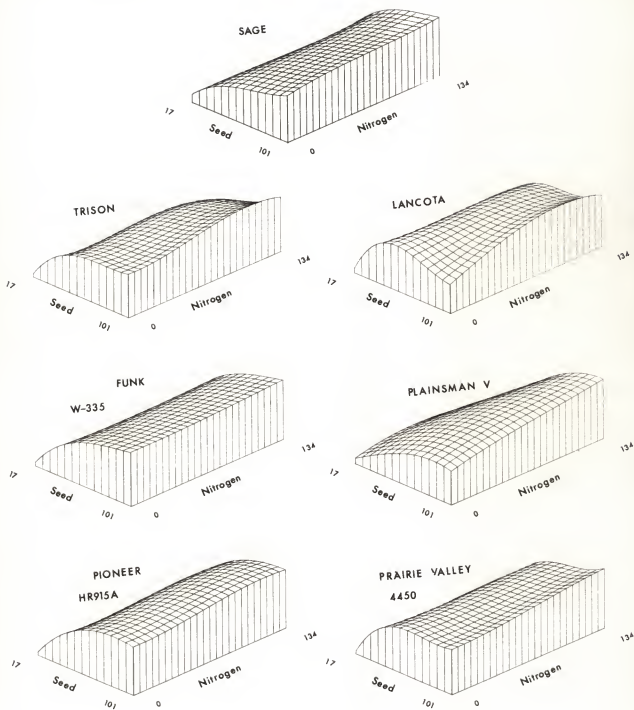 SAGE
17
Seed
101
0
Nitrogen
134
TRISON
17
Seed
101
0
Nitrogen
134
LANCOTA
17
Seed
101
0
Nitrogen
134
FUNK
W-335
17
Seed
101
0
Nitrogen
134
PLAINSMAN V
17
Seed
101
0
Nitrogen
134
PIONEER
HR915A
17
Seed
101
0
Nitrogen
134
PRAIRIE VALLEY
4450
17
Seed
101
0
Nitrogen
134